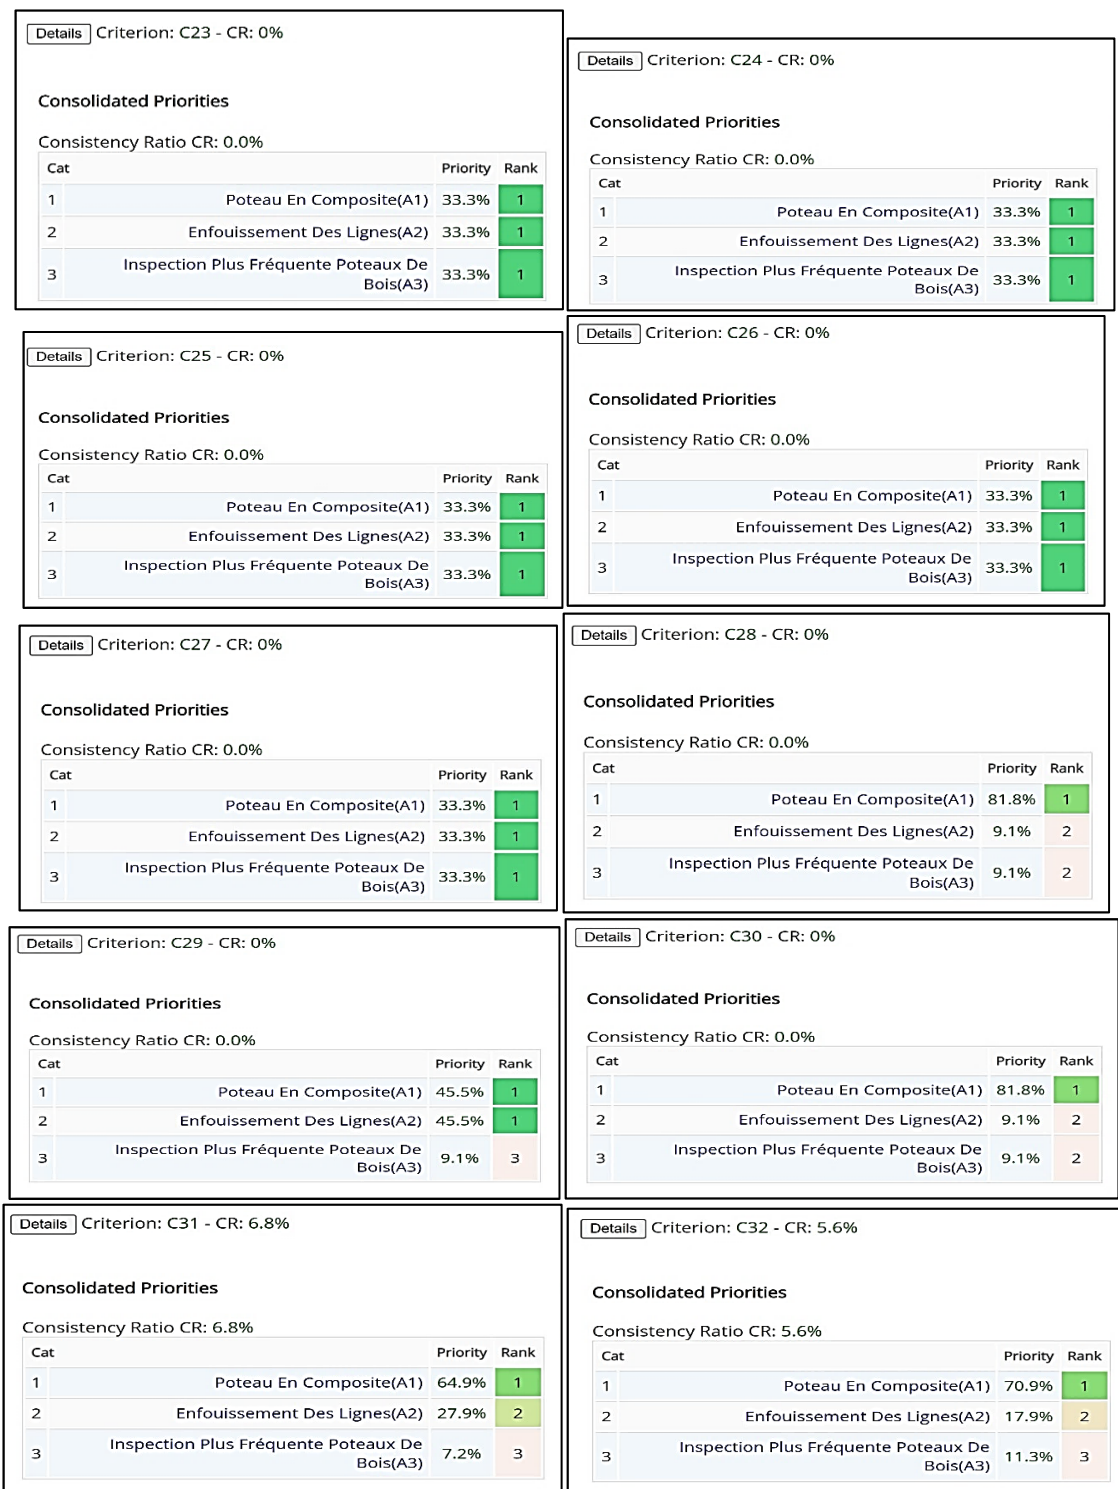 Details Criterion: C23 - CR: 0%
Consolidated Priorities
Consistency Ratio CR: 0.0%
Cat Priority Rank
1 Poteau En Composite(A1) 33.3% 1
2 Enfouissement Des Lignes(A2) 33.3% 1
3 Inspection Plus Fréquente Poteaux De
Bois(A3) 33.3% 1
Details Criterion: C24 - CR: 0%
Consolidated Priorities
Consistency Ratio CR: 0.0%
Cat Priority Rank
1 Poteau En Composite(A1) 33.3% 1
2 Enfouissement Des Lignes(A2) 33.3% 1
3 Inspection Plus Fréquente Poteaux De
Bois(A3) 33.3% 1
Details Criterion: C25 - CR: 0%
Consolidated Priorities
Consistency Ratio CR: 0.0%
Cat Priority Rank
1 Poteau En Composite(A1) 33.3% 1
2 Enfouissement Des Lignes(A2) 33.3% 1
3 Inspection Plus Fréquente Poteaux De
Bois(A3) 33.3% 1
Details Criterion: C26 - CR: 0%
Consolidated Priorities
Consistency Ratio CR: 0.0%
Cat Priority Rank
1 Poteau En Composite(A1) 33.3% 1
2 Enfouissement Des Lignes(A2) 33.3% 1
3 Inspection Plus Fréquente Poteaux De
Bois(A3) 33.3% 1
Details Criterion: C27 - CR: 0%
Consolidated Priorities
Consistency Ratio CR: 0.0%
Cat Priority Rank
1 Poteau En Composite(A1) 33.3% 1
2 Enfouissement Des Lignes(A2) 33.3% 1
3 Inspection Plus Fréquente Poteaux De
Bois(A3) 33.3% 1
Details Criterion: C28 - CR: 0%
Consolidated Priorities
Consistency Ratio CR: 0.0%
Cat Priority Rank
1 Poteau En Composite(A1) 81.8% 1
2 Enfouissement Des Lignes(A2) 9.1% 2
3 Inspection Plus Fréquente Poteaux De
Bois(A3) 9.1% 2
Details Criterion: C29 - CR: 0%
Consolidated Priorities
Consistency Ratio CR: 0.0%
Cat Priority Rank
1 Poteau En Composite(A1) 45.5% 1
2 Enfouissement Des Lignes(A2) 45.5% 1
3 Inspection Plus Fréquente Poteaux De
Bois(A3) 9.1% 3
Details Criterion: C30 - CR: 0%
Consolidated Priorities
Consistency Ratio CR: 0.0%
Cat Priority Rank
1 Poteau En Composite(A1) 81.8% 1
2 Enfouissement Des Lignes(A2) 9.1% 2
3 Inspection Plus Fréquente Poteaux De
Bois(A3) 9.1% 2
Details Criterion: C31 - CR: 6.8%
Consolidated Priorities
Consistency Ratio CR: 6.8%
Cat Priority Rank
1 Poteau En Composite(A1) 64.9% 1
2 Enfouissement Des Lignes(A2) 27.9% 2
3 Inspection Plus Fréquente Poteaux De
Bois(A3) 7.2% 3
Details Criterion: C32 - CR: 5.6%
Consolidated Priorities
Consistency Ratio CR: 5.6%
Cat Priority Rank
1 Poteau En Composite(A1) 70.9% 1
2 Enfouissement Des Lignes(A2) 17.9% 2
3 Inspection Plus Fréquente Poteaux De
Bois(A3) 11.3% 3